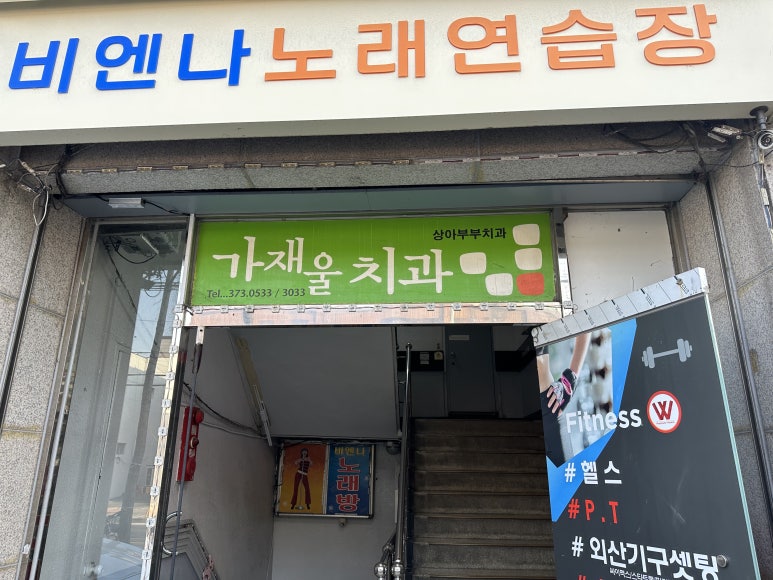 비엔나노래연습장
상아부부치과
가재울 치과
Tel...373.0533 / 3033
비엔나
노래방
Fitness W
# 헬스
# P.T
# 외산기구셋팅